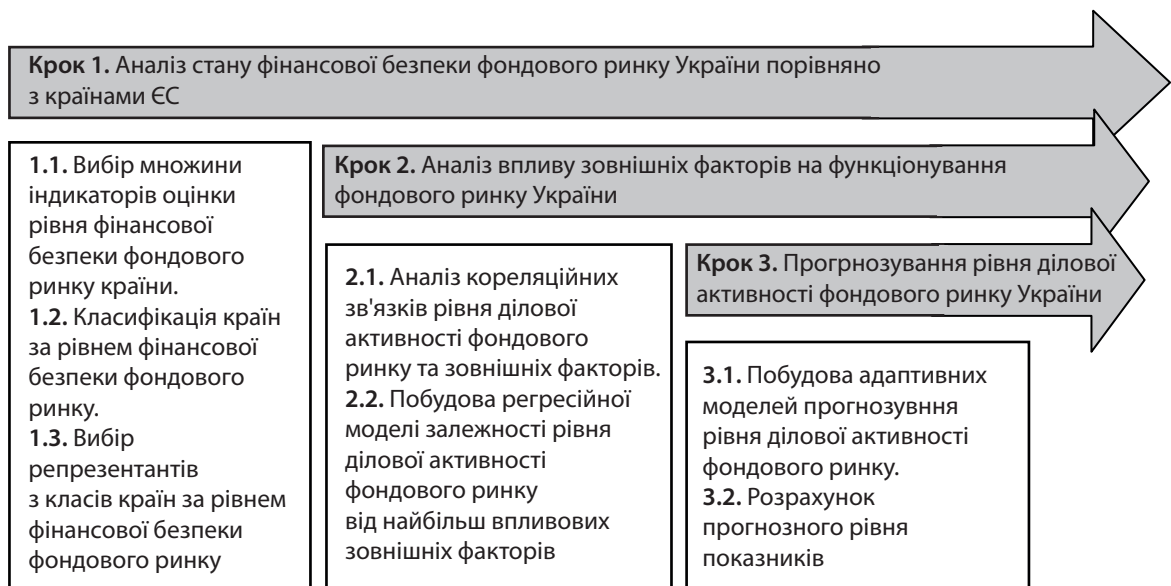 Крок 1. Аналіз стану фінансової безпеки фондового ринку України порівняно
з країнами ЄС
1.1. Вибір множини
індикаторів оцінки
рівня фінансової
безпеки фондового
ринку країни.
1.2. Класифікація країн
за рівнем фінансової
безпеки фондового
ринку.
1.3. Вибір
репрезентантів
з класів країн за рівнем
фінансової безпеки
фондового ринку
Крок 2. Аналіз впливу зовнішніх факторів на функціонування
фондового ринку України
2.1. Аналіз кореляційних
зв'язків рівня ділової
активності фондового
ринку та зовнішніх факторів.
2.2. Побудова регресійної
моделі залежності рівня
ділової активності
фондового ринку
від найбільш впливових
зовнішніх факторів
Крок 3. Прогрнозування рівня ділової
активності фондового ринку України
3.1. Побудова адаптивних
моделей прогнозувння
рівня ділової активності
фондового ринку.
3.2. Розрахунок
прогнозного рівня
показників